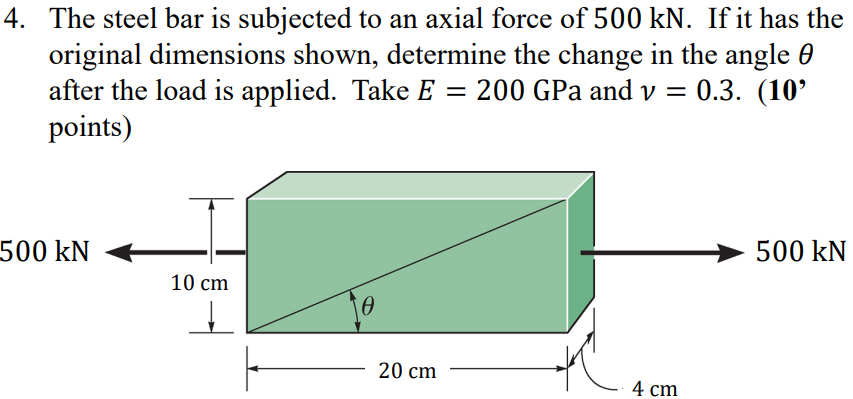 4. The steel bar is subjected to an axial force of 500 kN. If it has the
original dimensions shown, determine the change in the angle θ
after the load is applied. Take E = 200 GPa and ν = 0.3. (10’
points)
500 kN
500 kN
10 cm
θ
20 cm
4 cm